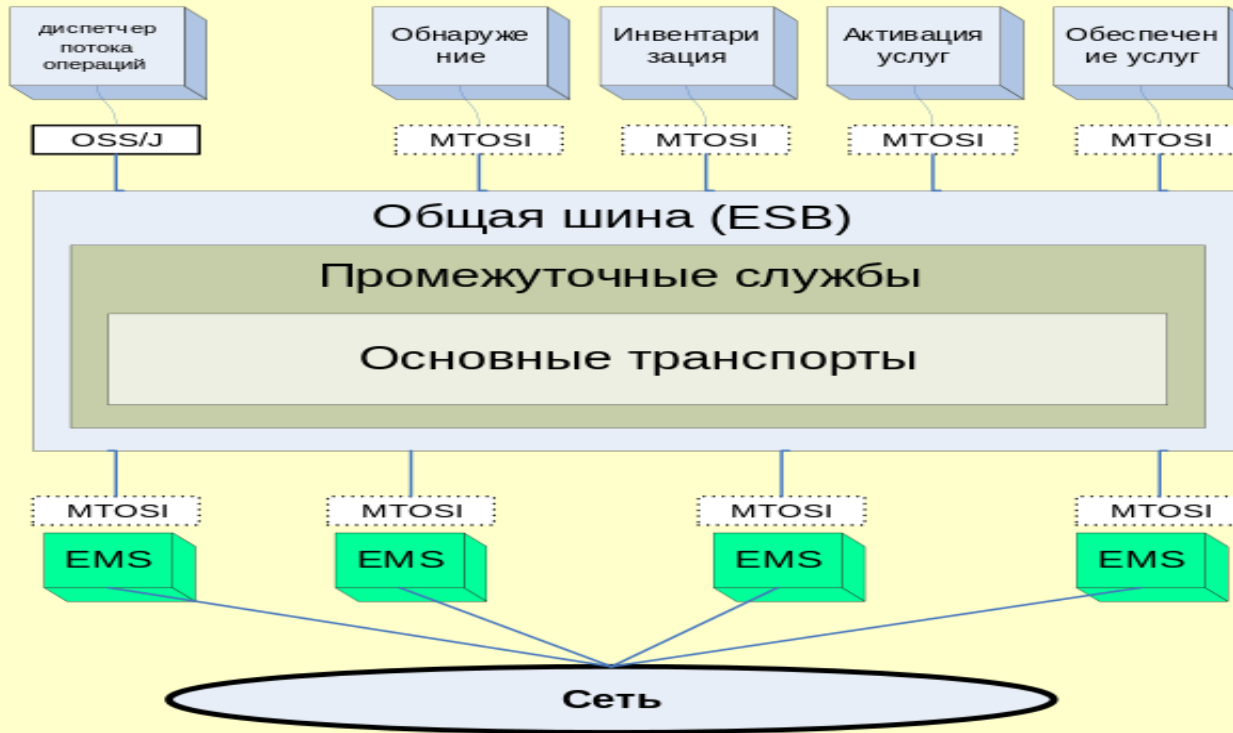 диспетчер
потока
операций
Обнаруже
ние
Инвентари
зация
Активация
услуг
Обеспечен
ие услуг
OSS/J
MTOSI
MTOSI
MTOSI
MTOSI
Общая шина (ESB)
Промежуточные службы
Основные транспорты
MTOSI
MTOSI
MTOSI
MTOSI
EMS
EMS
EMS
EMS
Сеть